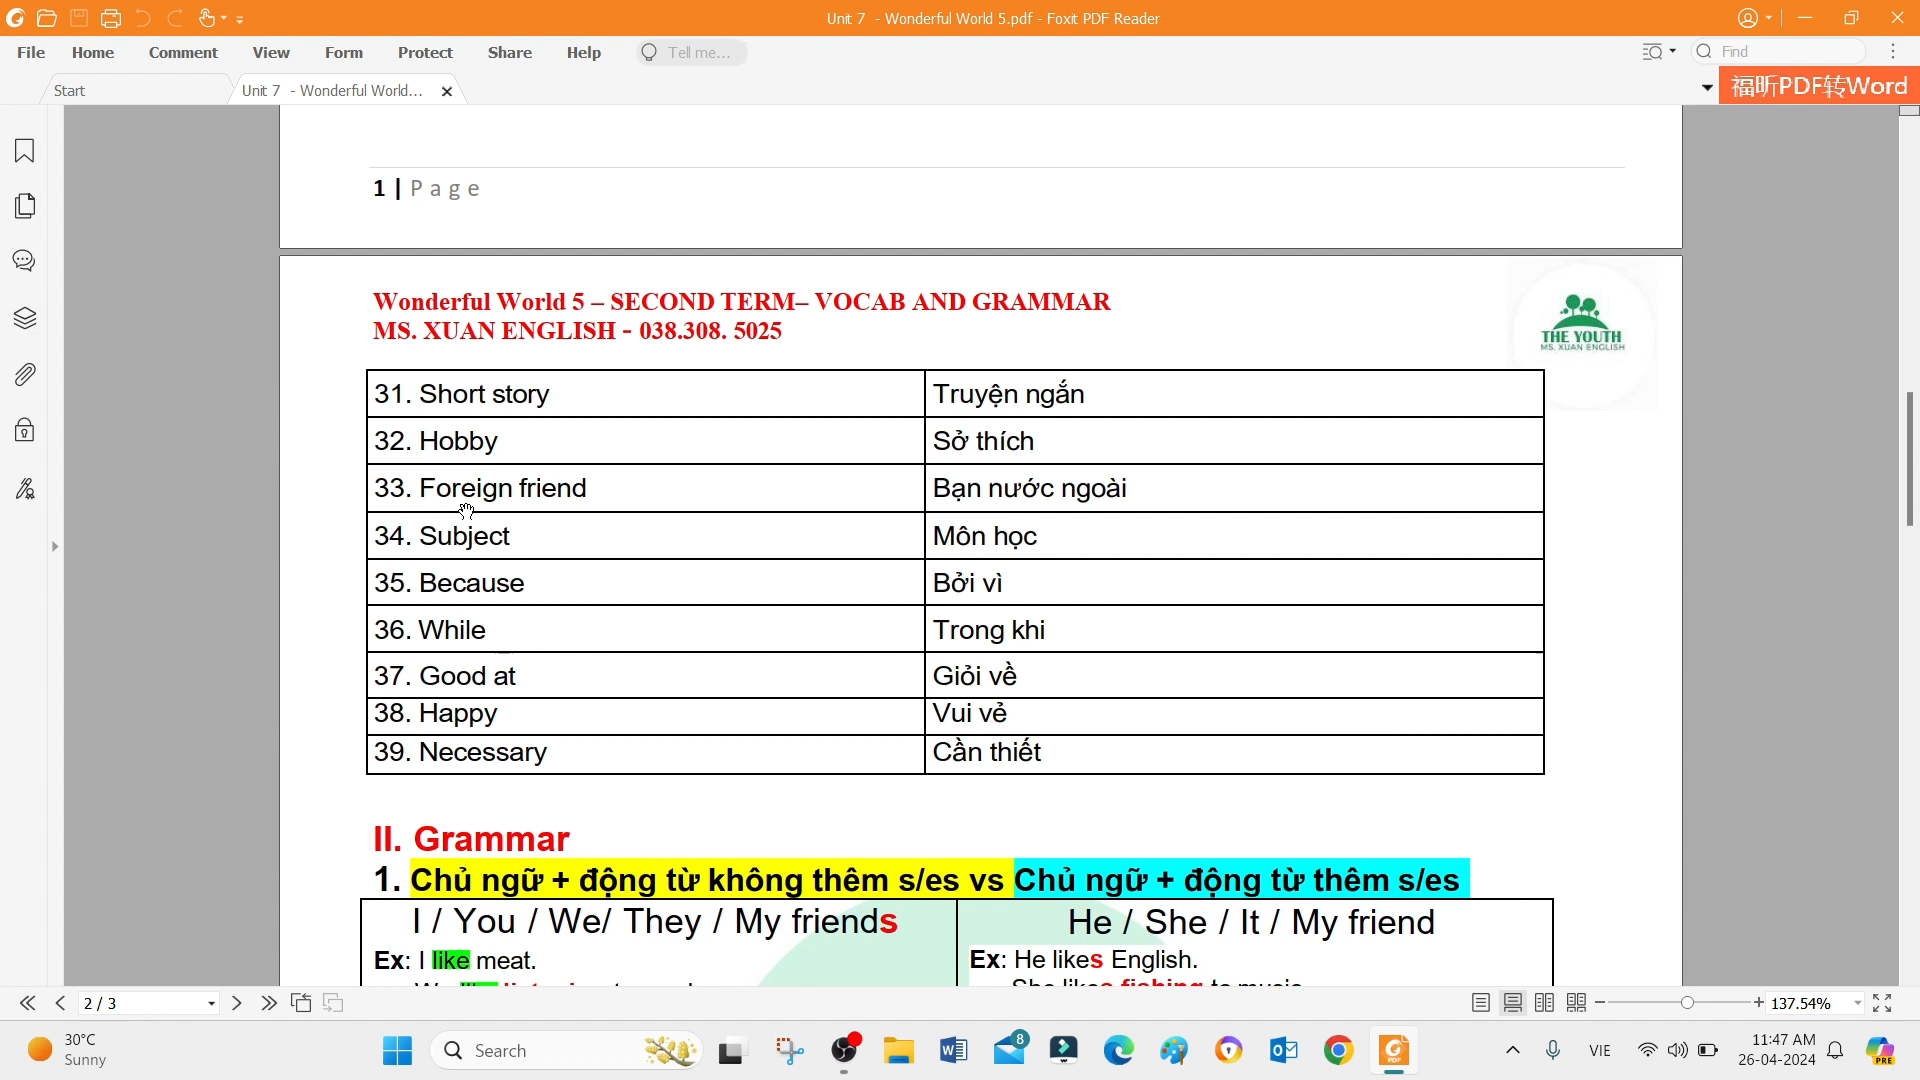 Unit 7 - Wonderful World 5.pdf - Foxit PDF Reader
File Home Comment View Form Protect Share Help Tell me... Find
Start Unit 7 - Wonderful World... 福昕PDF转Word
1 | Page
Wonderful World 5 – SECOND TERM– VOCAB AND GRAMMAR
MS. XUAN ENGLISH - 038.308. 5025
THE YOUTH
MS. XUAN ENGLISH
31. Short story Truyện ngắn
32. Hobby Sở thích
33. Foreign friend Bạn nước ngoài
34. Subject Môn học
35. Because Bởi vì
36. While Trong khi
37. Good at Giỏi về
38. Happy Vui vẻ
39. Necessary Cần thiết
II. Grammar
1. Chủ ngữ + động từ không thêm s/es vs Chủ ngữ + động từ thêm s/es
I / You / We/ They / My friends He / She / It / My friend
Ex: I like meat. Ex: He likes English.
2 / 3 137.54%
30°C
Sunny
Search
8
VIE
11:47 AM
26-04-2024
PRE